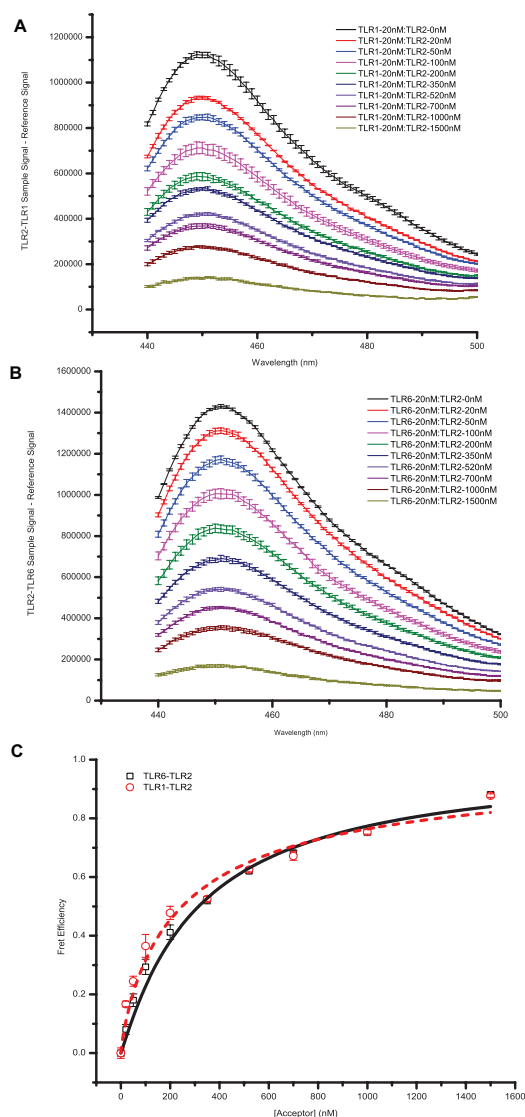 A
TLR2-TLR1 Sample Signal - Reference Signal
1200000
1000000
800000
600000
400000
200000
0
TLR1-20nM:TLR2-0nM
TLR1-20nM:TLR2-20nM
TLR1-20nM:TLR2-50nM
TLR1-20nM:TLR2-100nM
TLR1-20nM:TLR2-200nM
TLR1-20nM:TLR2-350nM
TLR1-20nM:TLR2-520nM
TLR1-20nM:TLR2-700nM
TLR1-20nM:TLR2-1000nM
TLR1-20nM:TLR2-1500nM
440 460 480 500
Wavelength (nm)
B
TLR2-TLR6 Sample Signal - Reference Signal
1600000
1400000
1200000
1000000
800000
600000
400000
200000
0
TLR6-20nM:TLR2-0nM
TLR6-20nM:TLR2-20nM
TLR6-20nM:TLR2-50nM
TLR6-20nM:TLR2-100nM
TLR6-20nM:TLR2-200nM
TLR6-20nM:TLR2-350nM
TLR6-20nM:TLR2-520nM
TLR6-20nM:TLR2-700nM
TLR6-20nM:TLR2-1000nM
TLR6-20nM:TLR2-1500nM
440 460 480 500
Wavelength (nm)
C
Fret Efficiency
1.0
0.8
0.6
0.4
0.2
0.0
TLR6-TLR2
TLR1-TLR2
0 200 400 600 800 1000 1200 1400 1600
[Acceptor] (nM)